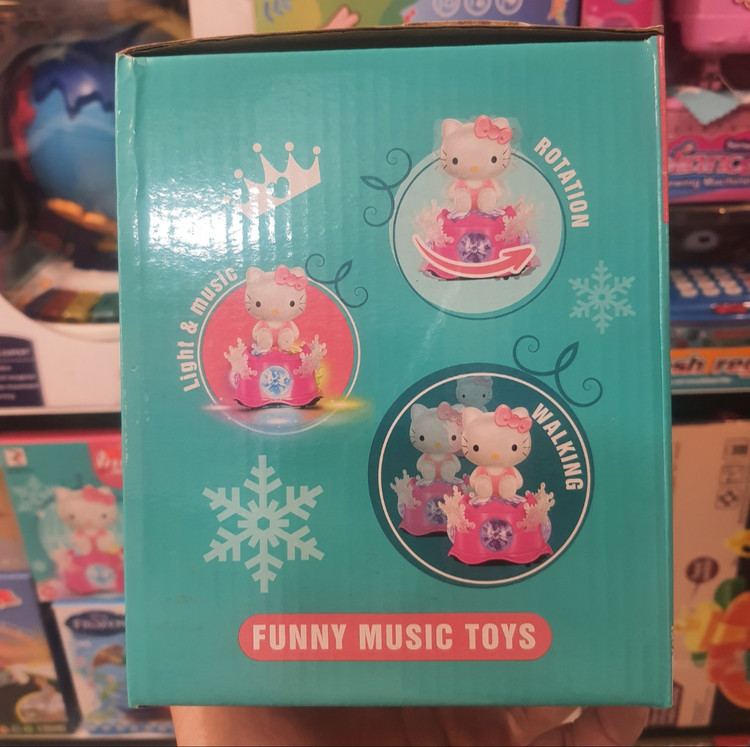 ROTATION
Light & music
WALKING
FUNNY MUSIC TOYS